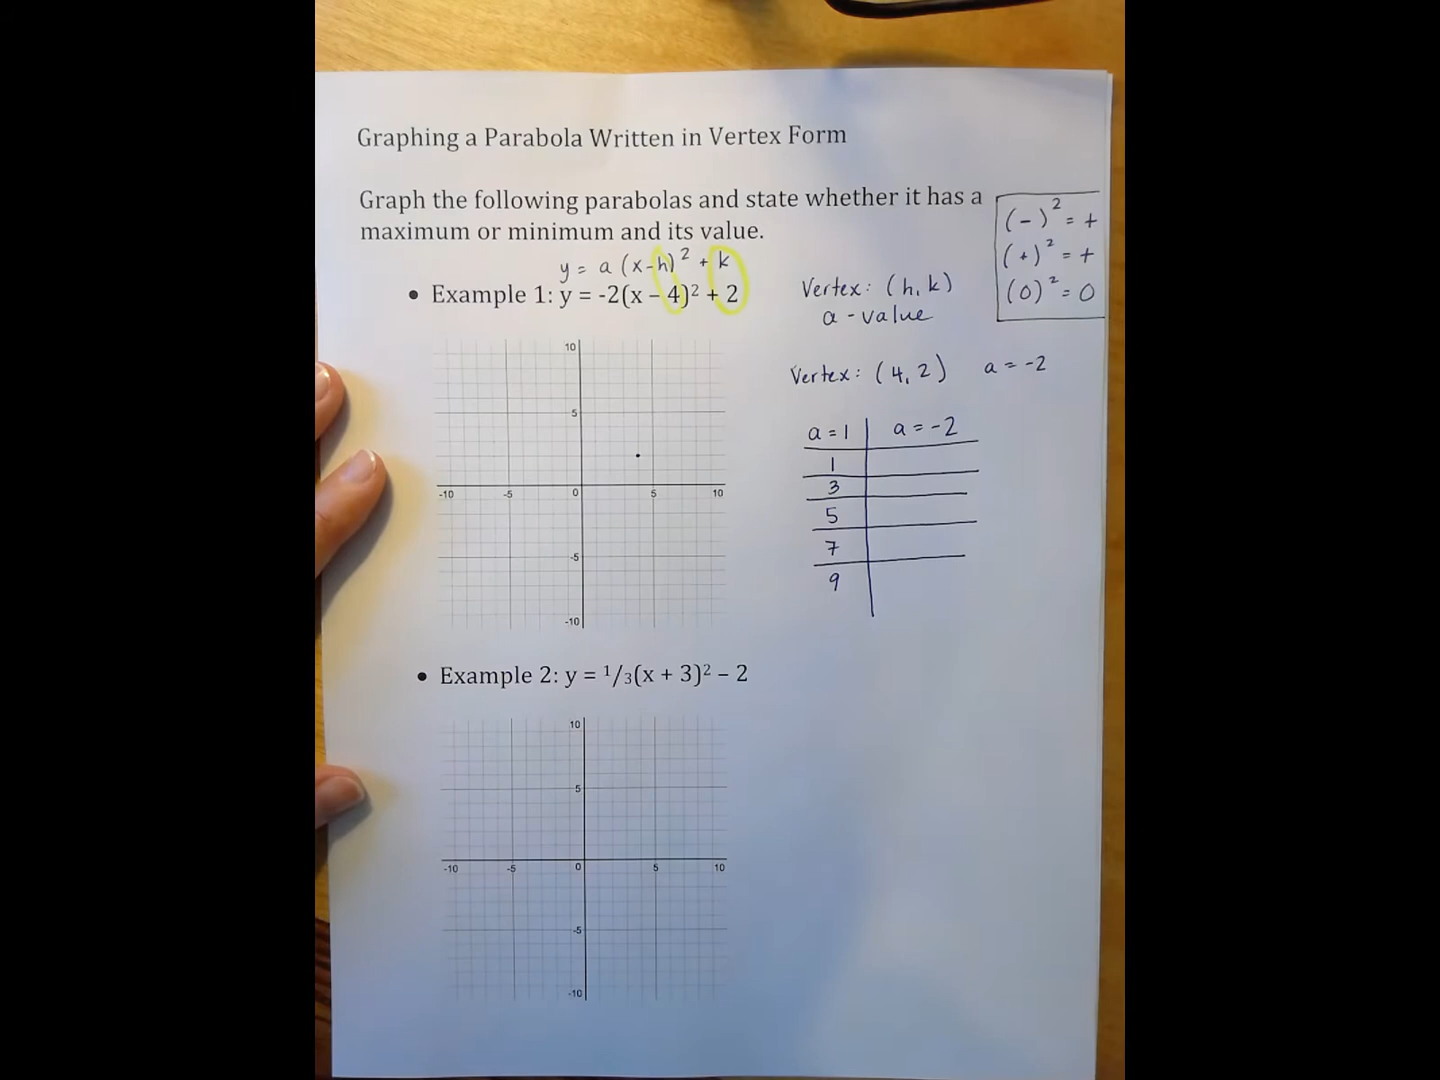 Graphing a Parabola Written in Vertex Form
Graph the following parabolas and state whether it has a
maximum or minimum and its value.
(-)² = +
(+)² = +
(0)² = 0
y = a (x-h)² + k
• Example 1: y = -2(x – 4)² + 2
Vertex: (h, k)
a - value
Vertex: (4, 2) a = -2
a = 1 a = -2
1
3
5
7
9
10
5
-10 -5 0 5 10
-5
-10
• Example 2: y = ¹/₃(x + 3)² – 2
10
5
-10 -5 0 5 10
-5
-10